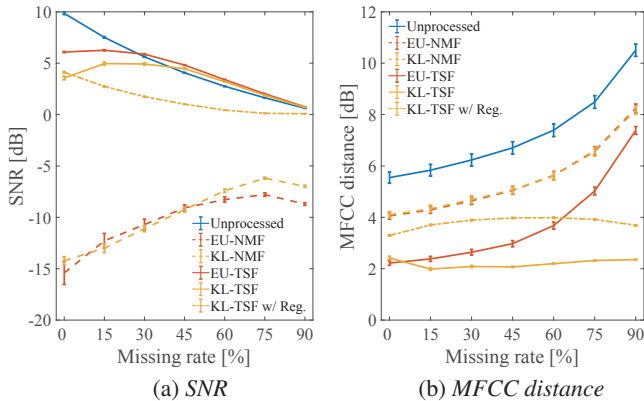 10
5
0
-5
-10
-15
-20
SNR [dB]
0 15 30 45 60 75 90
Missing rate [%]
Unprocessed
EU-NMF
KL-NMF
EU-TSF
KL-TSF
KL-TSF w/ Reg.
(a) SNR
12
10
8
6
4
2
0
MFCC distance [dB]
0 15 30 45 60 75 90
Missing rate [%]
Unprocessed
EU-NMF
KL-NMF
EU-TSF
KL-TSF
KL-TSF w/ Reg.
(b) MFCC distance